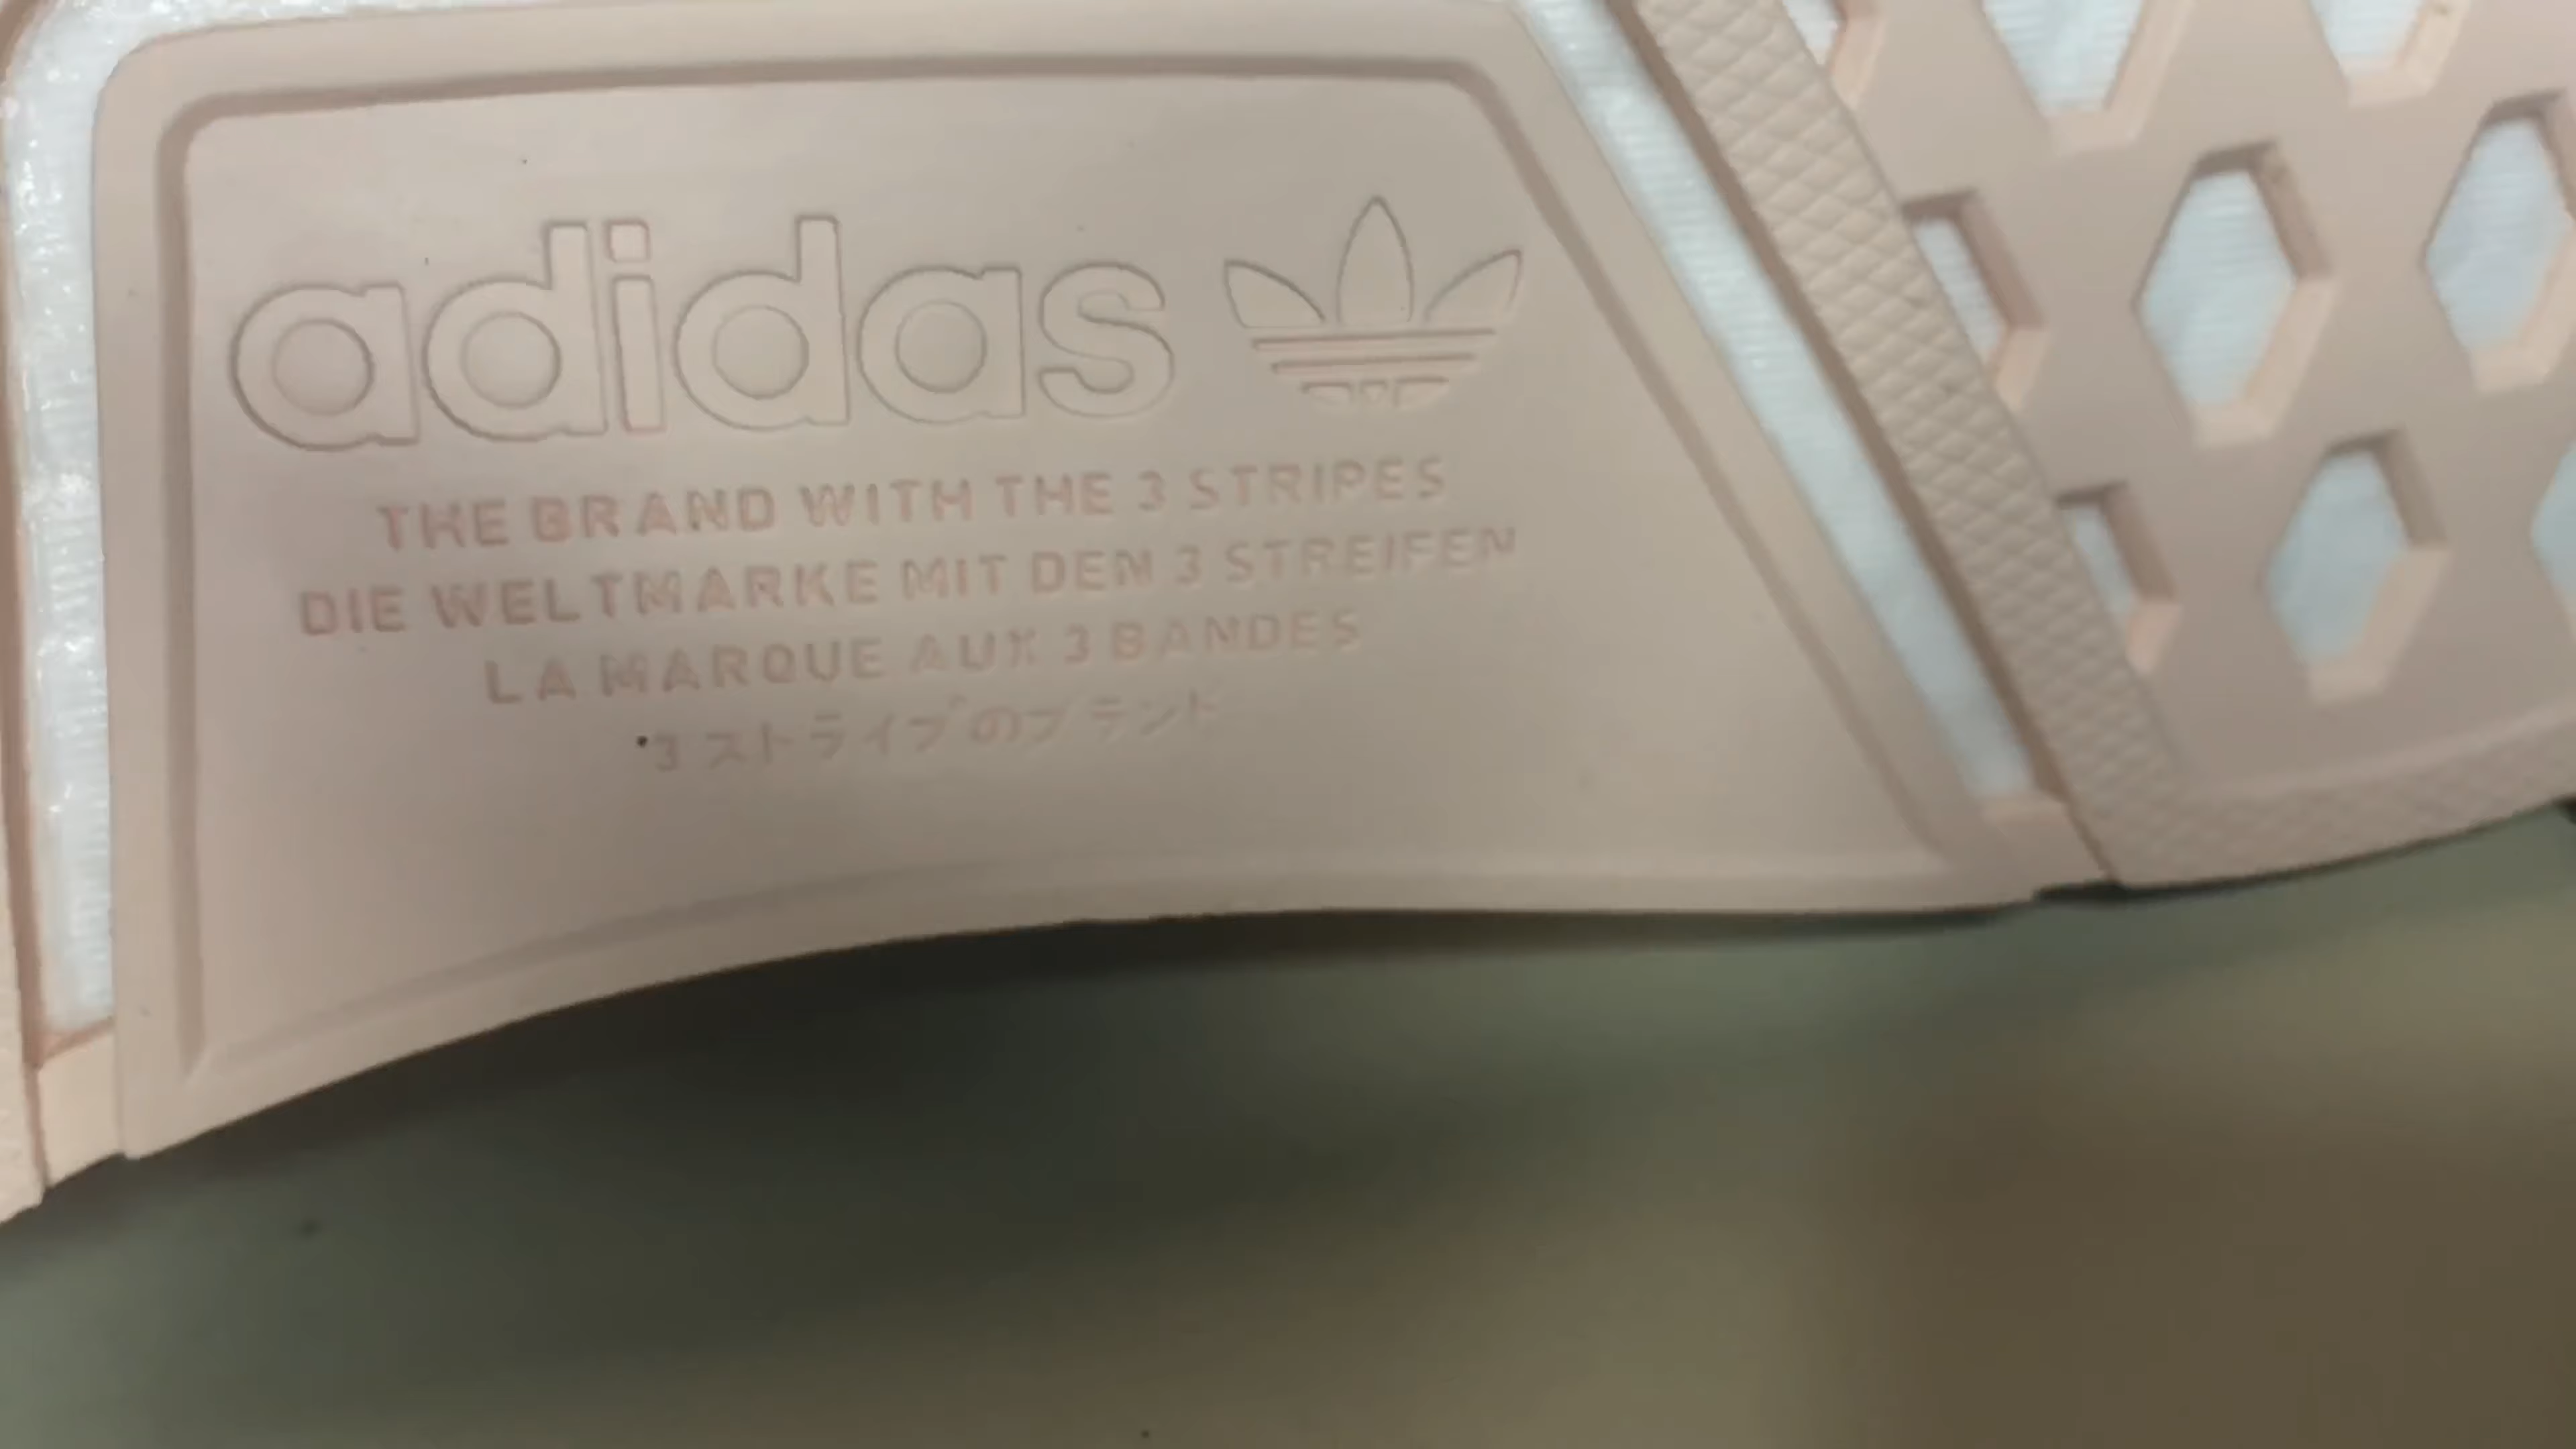 adidas
THE BRAND WITH THE 3 STRIPES
DIE WELTMARKE MIT DEN 3 STREIFEN
LA MARQUE AUX 3 BANDES
3 ストライプのブランド